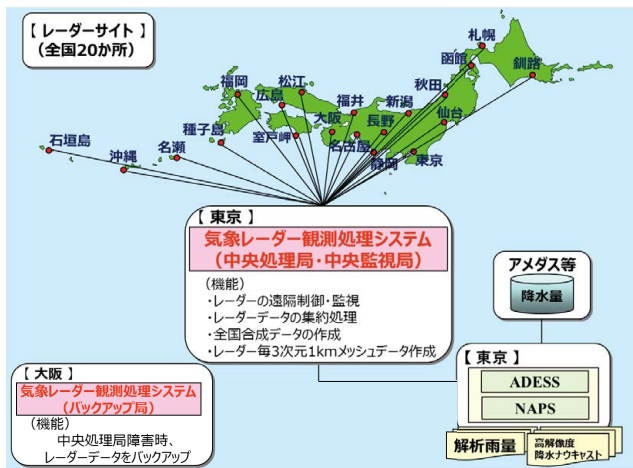 【 レーダーサイト 】
（全国20か所）
札幌
函館
釧路
秋田
仙台
新潟
福井
長野
松江
広島
福岡
大阪
名古屋
静岡
東京
室戸岬
種子島
名瀬
沖縄
石垣島
【 東京 】
気象レーダー観測処理システム
（中央処理局・中央監視局）
（機能）
・レーダーの遠隔制御・監視
・レーダーデータの集約処理
・全国合成データの作成
・レーダー毎3次元1kmメッシュデータ作成
アメダス等
降水量
【 東京 】
ADESS
NAPS
解析雨量
高解像度
降水ナウキャスト
【 大阪 】
気象レーダー観測処理システム
（バックアップ局）
（機能）
中央処理局障害時、
レーダーデータをバックアップ